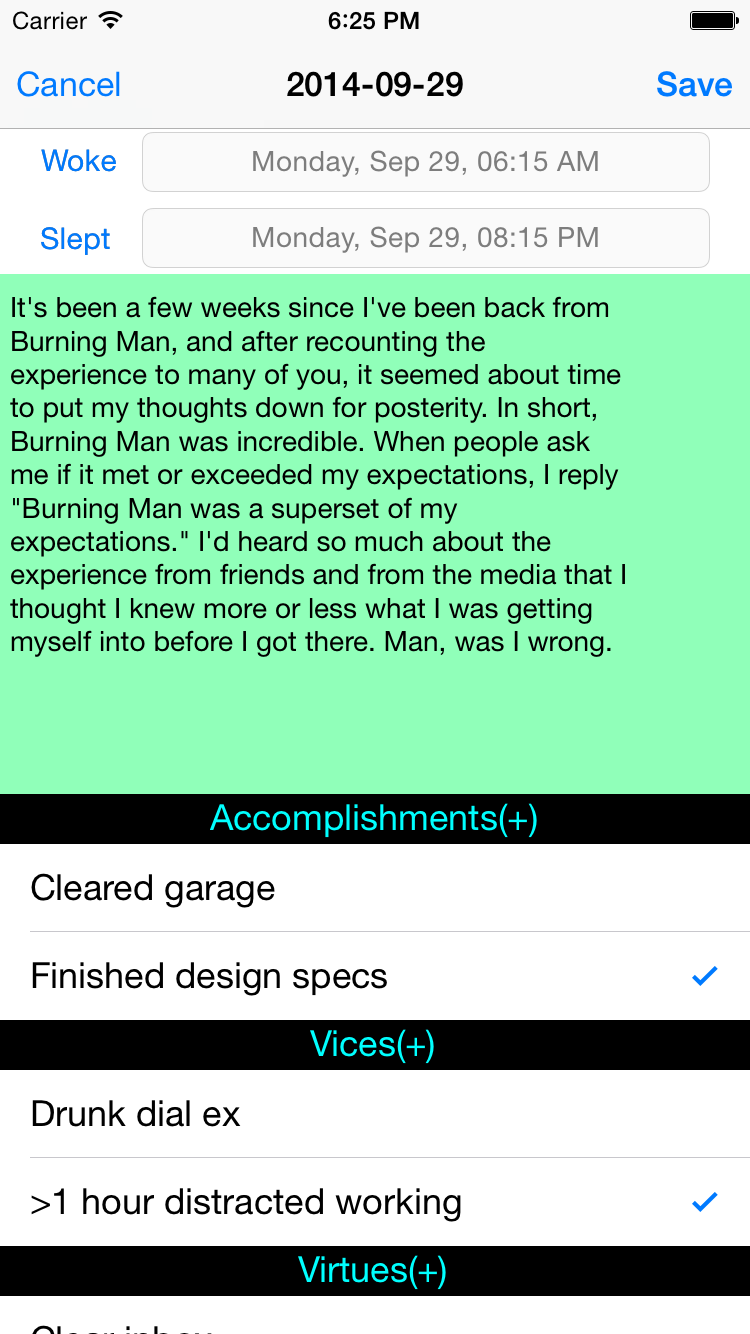 Carrier 6:25 PM
Cancel 2014-09-29 Save
Woke Monday, Sep 29, 06:15 AM
Slept Monday, Sep 29, 08:15 PM
It's been a few weeks since I've been back from
Burning Man, and after recounting the
experience to many of you, it seemed about time
to put my thoughts down for posterity. In short,
Burning Man was incredible. When people ask
me if it met or exceeded my expectations, I reply
"Burning Man was a superset of my
expectations." I'd heard so much about the
experience from friends and from the media that I
thought I knew more or less what I was getting
myself into before I got there. Man, was I wrong.
Accomplishments(+)
Cleared garage
Finished design specs
Vices(+)
Drunk dial ex
>1 hour distracted working
Virtues(+)
Clear inbox